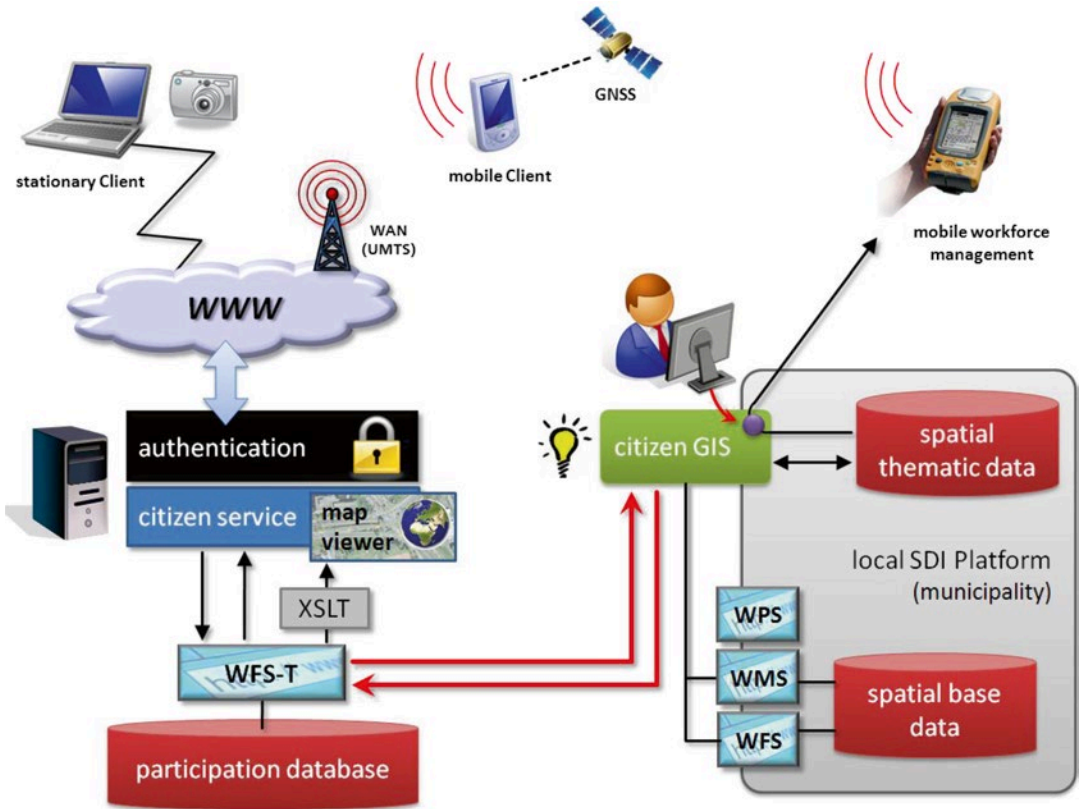 GNSS
stationary Client
mobile Client
WAN
(UMTS)
mobile workforce
management
WWW
authentication
citizen service
map
viewer
citizen GIS
spatial
thematic data
local SDI Platform
(municipality)
XSLT
WPS
WFS-T
WMS
spatial base
data
WFS
participation database